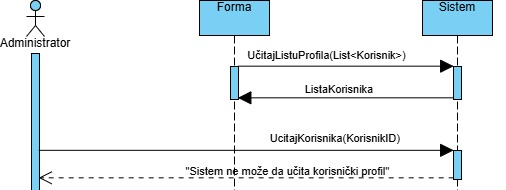 Forma
Sistem
Administrator
UčitajListuProfila(List<Korisnik>)
ListaKorisnika
UcitajKorisnika(KorisnikID)
"Sistem ne može da učita korisnički profil"